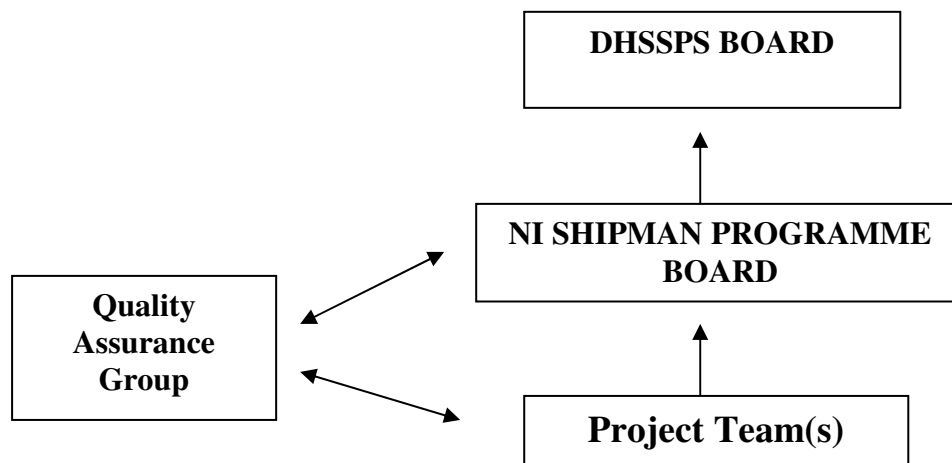 DHSSPS BOARD
NI SHIPMAN PROGRAMME
BOARD
Quality
Assurance
Group
Project Team(s)